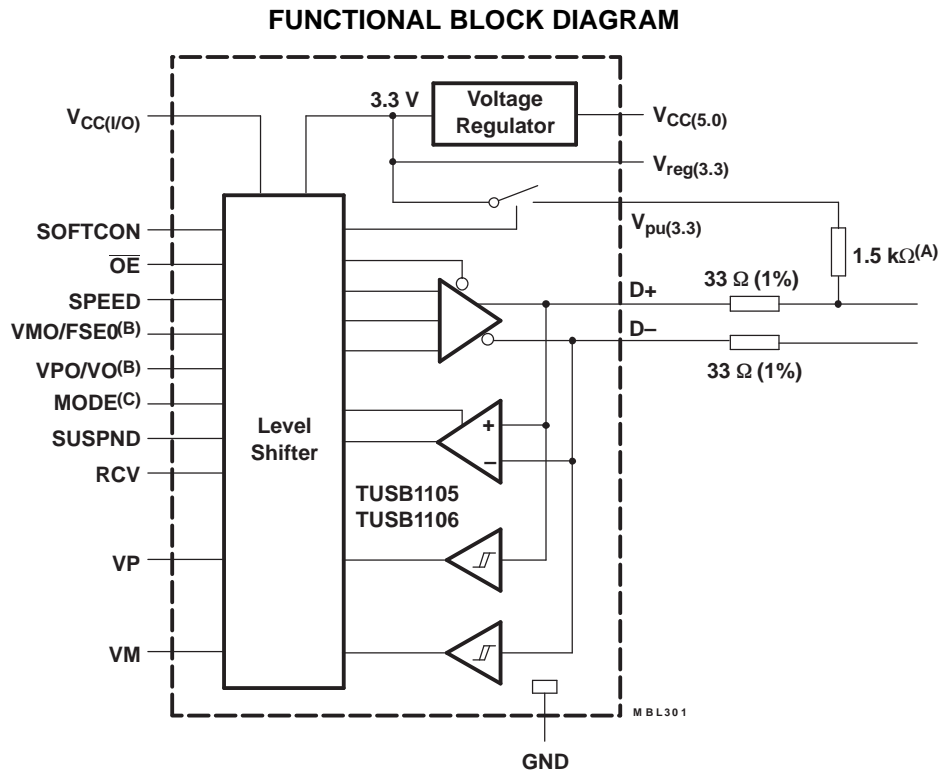 FUNCTIONAL BLOCK DIAGRAM
VCC(I/O)
3.3 V
Voltage
Regulator
VCC(5.0)
Vreg(3.3)
Vpu(3.3)
1.5 kΩ(A)
SOFTCON
OE
SPEED
VMO/FSE0(B)
VPO/VO(B)
MODE(C)
SUSPND
RCV
VP
VM
Level
Shifter
D+
33 Ω (1%)
D–
33 Ω (1%)
+
–
TUSB1105
TUSB1106
MBL301
GND